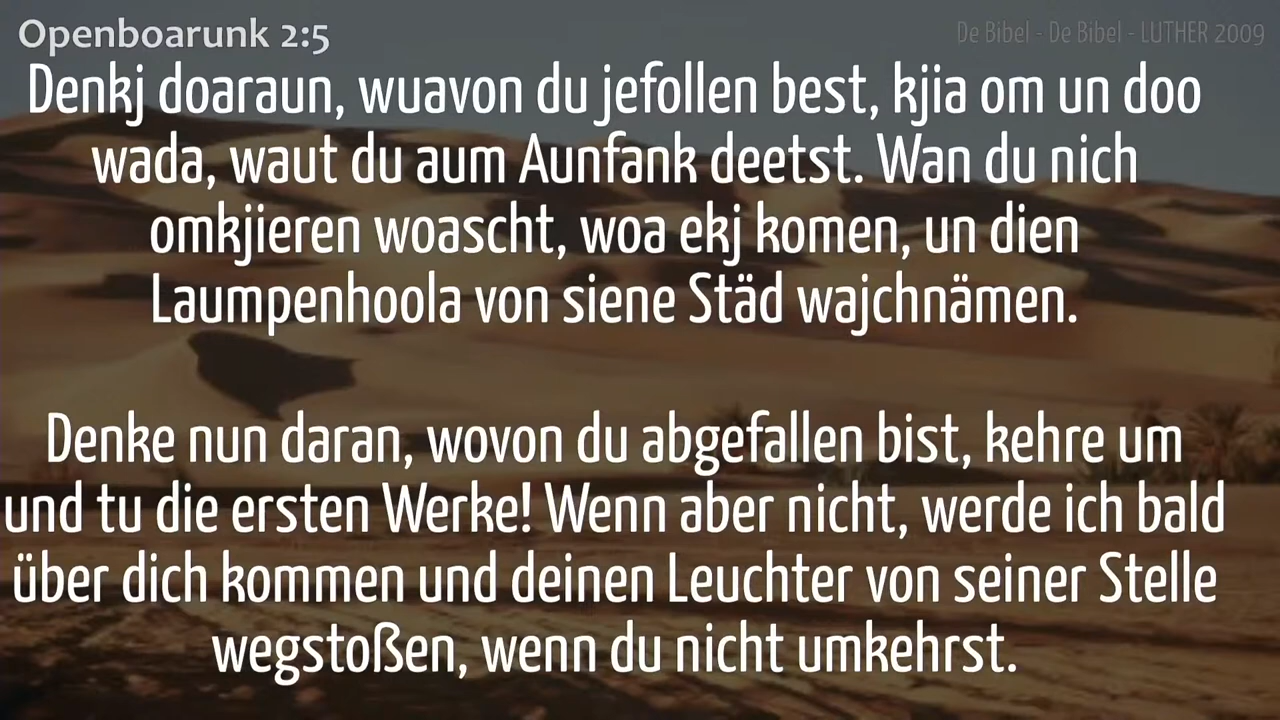 Openboarunk 2:5
De Bibel - De Bibel - LUTHER 2009
Denkj doaraun, wuavon du jefollen best, kjia om un doo
wada, waut du aum Aunfank deetst. Wan du nich
omkjieren woascht, woa ekj komen, un dien
Laumpenhoola von siene Städ wajchnämen.
Denke nun daran, wovon du abgefallen bist, kehre um
und tu die ersten Werke! Wenn aber nicht, werde ich bald
über dich kommen und deinen Leuchter von seiner Stelle
wegstoßen, wenn du nicht umkehrst.